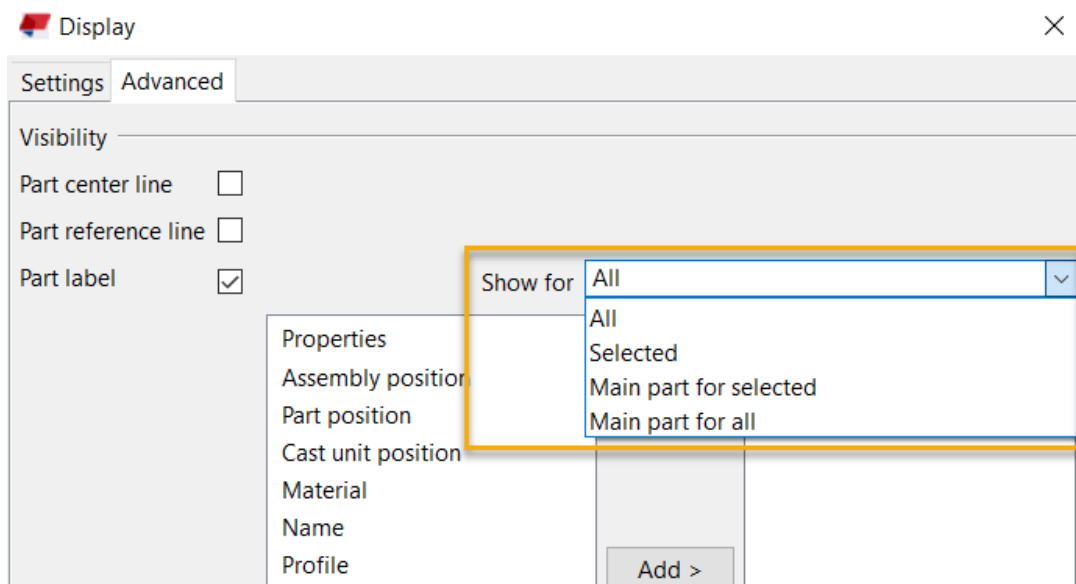 Display
Settings Advanced
Visibility
Part center line
Part reference line
Part label
Show for All
All
Selected
Main part for selected
Main part for all
Properties
Assembly position
Part position
Cast unit position
Material
Name
Profile
Add >